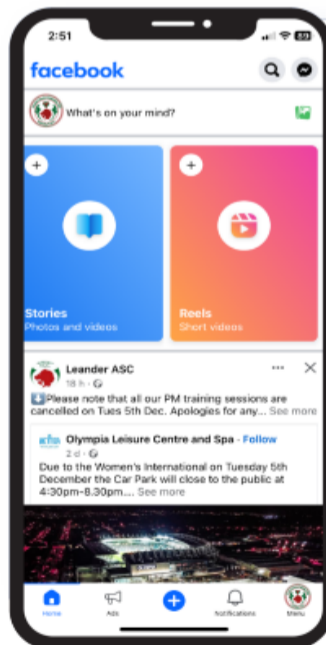 2:51
89
facebook
What's on your mind?
Stories
Photos and videos
Reels
Short videos
Leander ASC
18 h
Please note that all our PM training sessions are
cancelled on Tues 5th Dec. Apologies for any... See more
Olympia Leisure Centre and Spa · Follow
2 d
Due to the Women's International on Tuesday 5th
December the Car Park will close to the public at
4:30pm-8.30pm.... See more
Home
Ads
Notifications
Menu